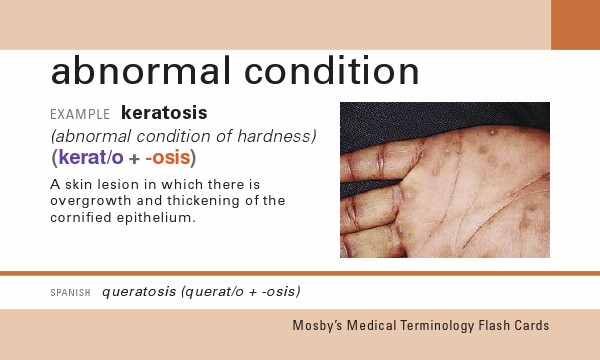 abnormal condition
EXAMPLE keratosis
(abnormal condition of hardness)
(kerat/o + -osis)
A skin lesion in which there is
overgrowth and thickening of the
cornified epithelium.
SPANISH queratosis (querat/o + -osis)
Mosby's Medical Terminology Flash Cards